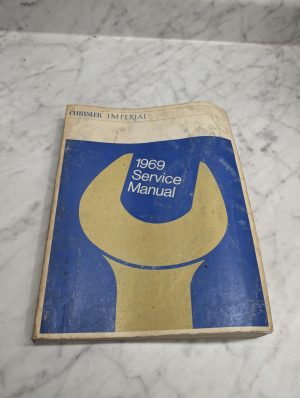 CHRYSLER IMPERIAL
1969
Service
Manual